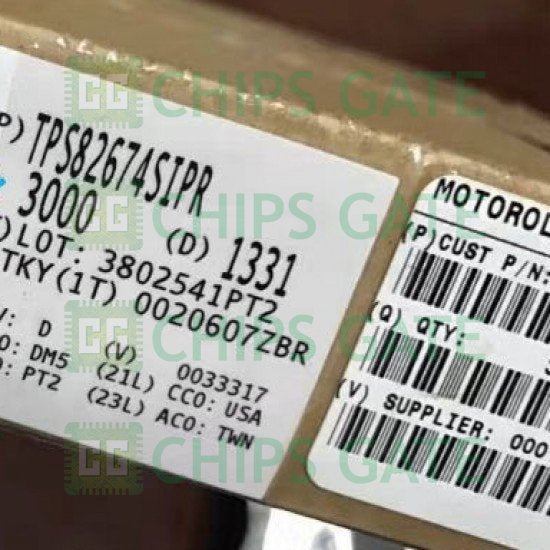 P) TPS82674SIPR
3000 (D) 1331
)LOT: 3802541PT2
TKY(1T) 0020607ZBR
: D (V) 0033317
O: DM5 (21L) CCO: USA
: PT2 (23L) ACO: TWN
MOTOROL
(P)CUST P/N:
(Q) QTY:
(V) SUPPLIER: 000
CHIPS GATE
CHIPS GATE
CHIPS GATE
CHIPS GATE